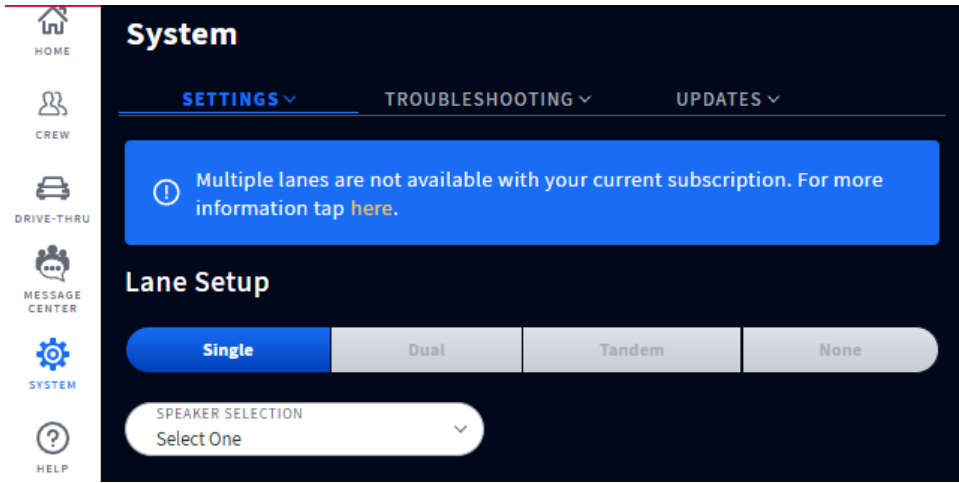 HOME
CREW
DRIVE-THRU
MESSAGE
CENTER
SYSTEM
HELP
System
SETTINGS
TROUBLESHOOTING
UPDATES
Multiple lanes are not available with your current subscription. For more
information tap here.
Lane Setup
Single
Dual
Tandem
None
SPEAKER SELECTION
Select One